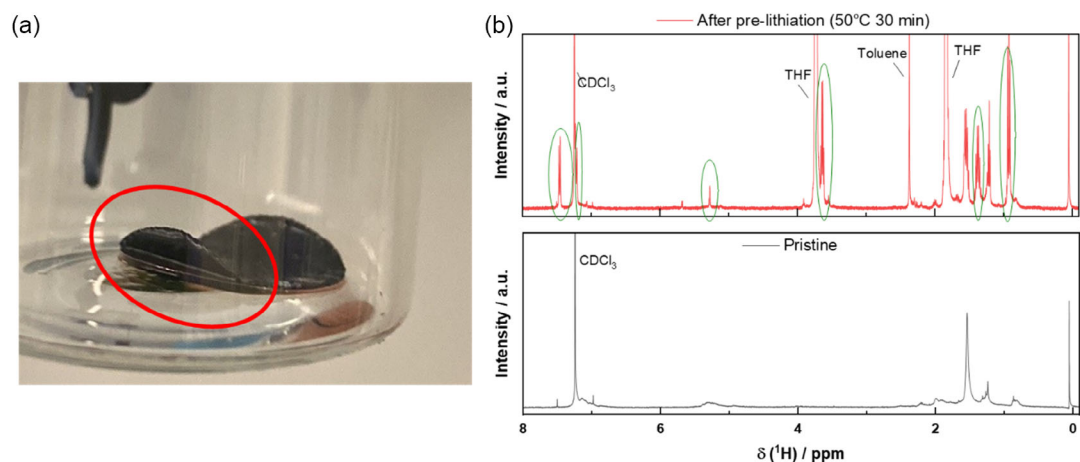 (a)
(b)
After pre-lithiation (50°C 30 min)
Intensity / a.u.
CDCl₃
THF
Toluene
THF
Pristine
Intensity / a.u.
CDCl₃
8 6 4 2 0
δ (¹H) / ppm